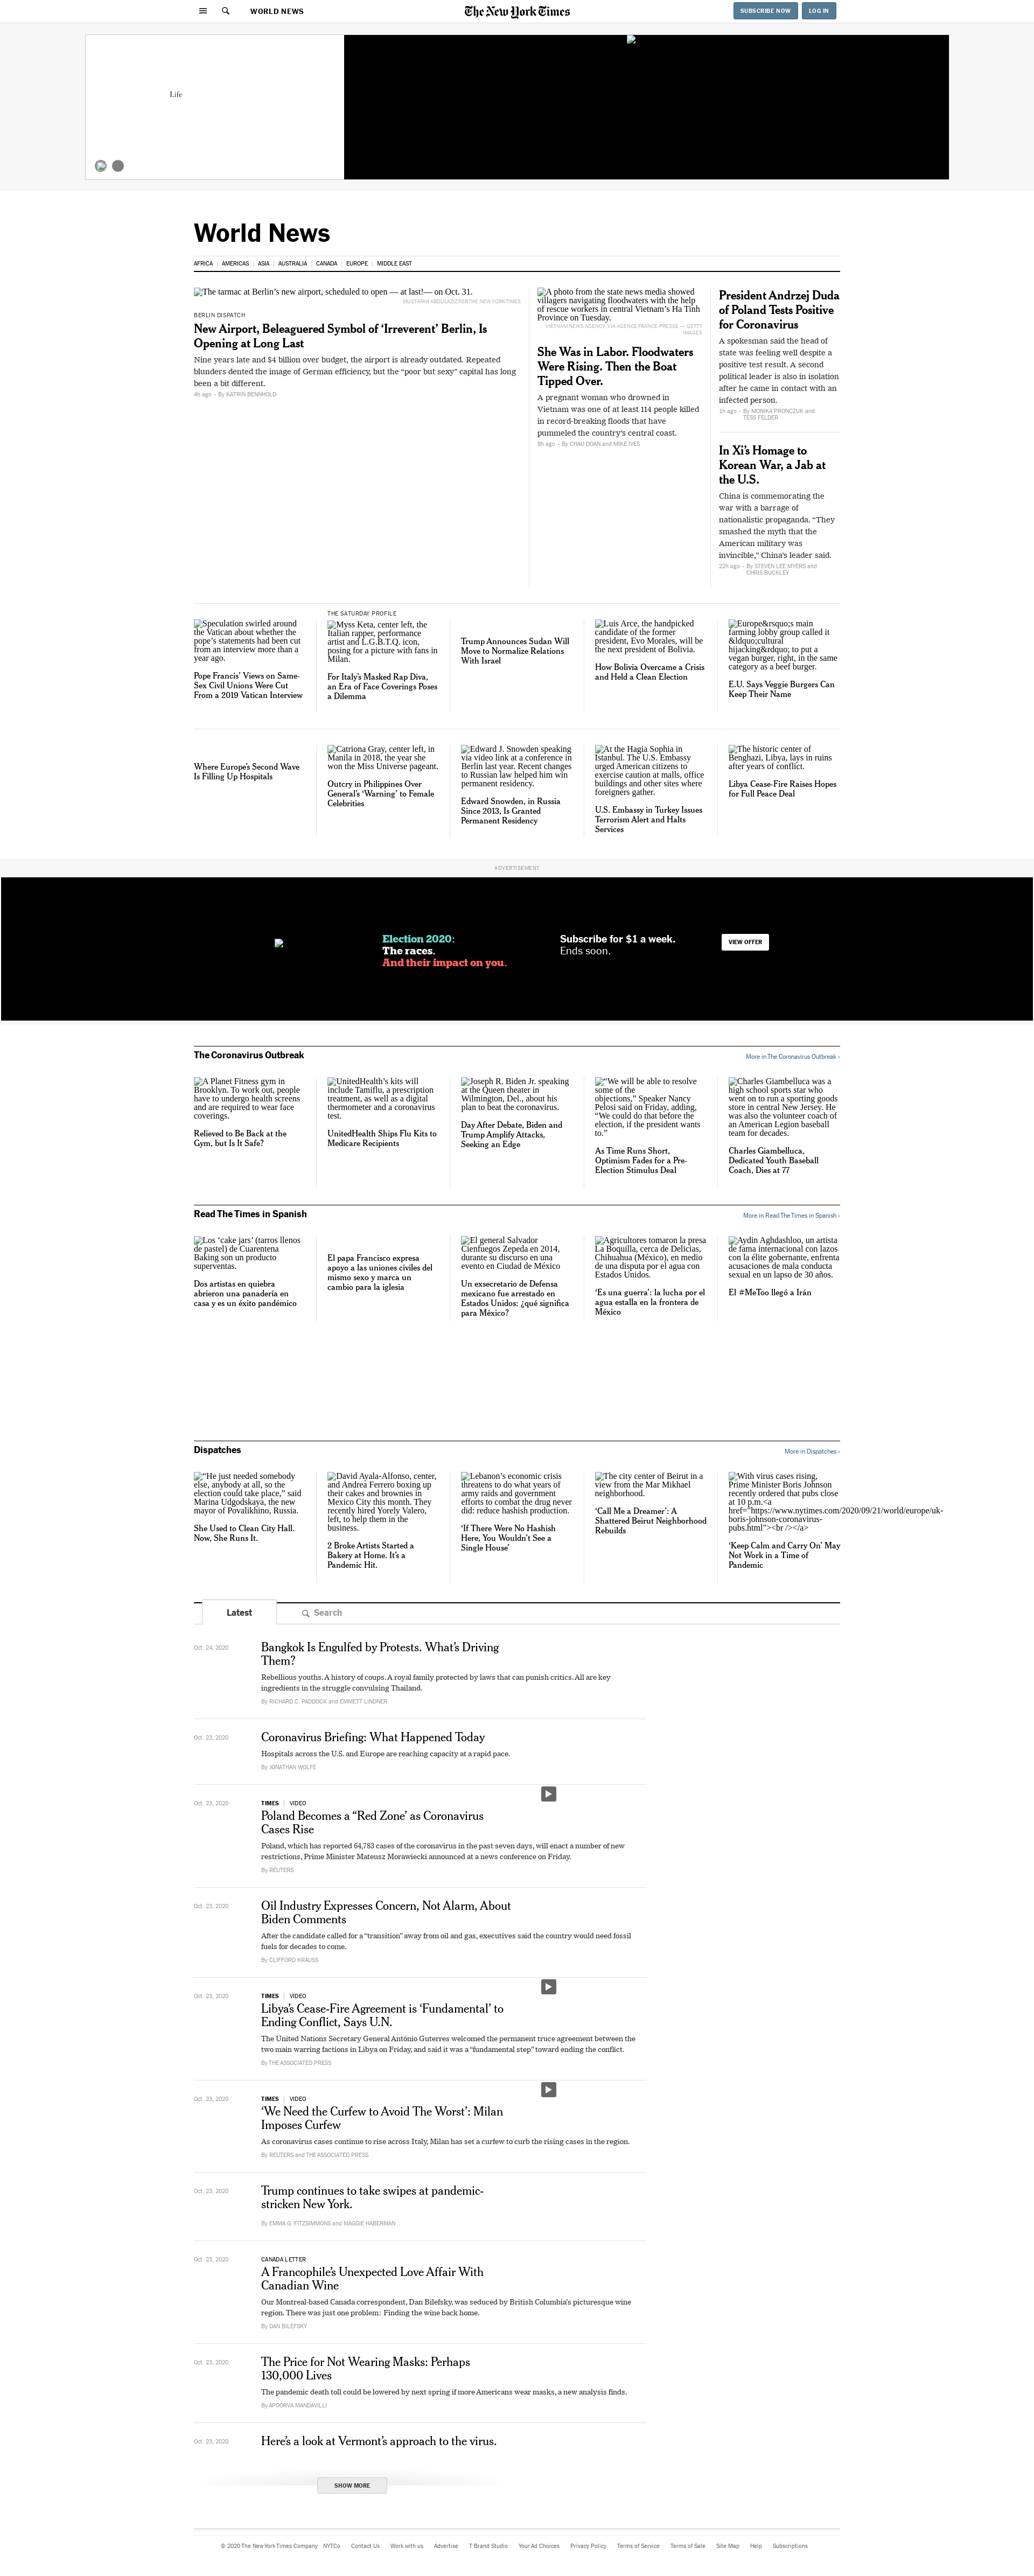 WORLD NEWS
The New York Times
SUBSCRIBE NOW
LOG IN
Life
World News
AFRICA
AMERICAS
ASIA
AUSTRALIA
CANADA
EUROPE
MIDDLE EAST
The tarmac at Berlin's new airport, scheduled to open — at last!— on Oct. 31.
MUSTAFAH ABDULAZIZ FOR THE NEW YORK TIMES
BERLIN DISPATCH
New Airport, Beleaguered Symbol of ‘Irreverent’ Berlin, Is
Opening at Long Last
Nine years late and $4 billion over budget, the airport is already outdated. Repeated
blunders dented the image of German efficiency, but the “poor but sexy” capital has long
been a bit different.
4h ago - By KATRIN BENNHOLD
A photo from the state news media showed
villagers navigating floodwaters with the help
of rescue workers in central Vietnam’s Ha Tinh
Province on Tuesday.
VIETNAM NEWS AGENCY, VIA AGENCE FRANCE-PRESSE — GETTY
IMAGES
She Was in Labor. Floodwaters
Were Rising. Then the Boat
Tipped Over.
A pregnant woman who drowned in
Vietnam was one of at least 114 people killed
in record-breaking floods that have
pummeled the country’s central coast.
8h ago - By CHAU DOAN and MIKE IVES
President Andrzej Duda
of Poland Tests Positive
for Coronavirus
A spokesman said the head of
state was feeling well despite a
positive test result. A second
political leader is also in isolation
after he came in contact with an
infected person.
1h ago - By MONIKA PRONCZUK and
TESS FELDER
In Xi’s Homage to
Korean War, a Jab at
the U.S.
China is commemorating the
war with a barrage of
nationalistic propaganda. “They
smashed the myth that the
American military was
invincible,” China’s leader said.
22h ago - By STEVEN LEE MYERS and
CHRIS BUCKLEY
Speculation swirled around
the Vatican about whether the
pope’s statements had been cut
from an interview more than a
year ago.
Pope Francis’ Views on Same-
Sex Civil Unions Were Cut
From a 2019 Vatican Interview
THE SATURDAY PROFILE
Myss Keta, center left, the
Italian rapper, performance
artist and L.G.B.T.Q. icon,
posing for a picture with fans in
Milan.
For Italy’s Masked Rap Diva,
an Era of Face Coverings Poses
a Dilemma
Trump Announces Sudan Will
Move to Normalize Relations
With Israel
Luis Arce, the handpicked
candidate of the former
president, Evo Morales, will be
the next president of Bolivia.
How Bolivia Overcame a Crisis
and Held a Clean Election
Europe&rsquo;s main
farming lobby group called it
&ldquo;cultural
hijacking&rdquo; to put a
vegan burger, right, in the same
category as a beef burger.
E.U. Says Veggie Burgers Can
Keep Their Name
Where Europe’s Second Wave
Is Filling Up Hospitals
Catriona Gray, center left, in
Manila in 2018, the year she
won the Miss Universe pageant.
Outcry in Philippines Over
General’s ‘Warning’ to Female
Celebrities
Edward J. Snowden speaking
by video link at a conference in
Berlin last year. Recent changes
to Russian law helped him win
permanent residency.
Edward Snowden, in Russia
Since 2013, Is Granted
Permanent Residency
At the Hagia Sophia in
Istanbul. The U.S. Embassy
urged American citizens to
exercise caution at malls, office
buildings and other sites where
foreigners gather.
U.S. Embassy in Turkey Issues
Terrorism Alert and Halts
Services
The historic center of
Benghazi, Libya, lays in ruins
after years of conflict.
Libya Cease-Fire Raises Hopes
for Full Peace Deal
ADVERTISEMENT
Election 2020:
The races.
And their impact on you.
Subscribe for $1 a week.
Ends soon.
VIEW OFFER
The Coronavirus Outbreak
More in The Coronavirus Outbreak ›
A Planet Fitness gym in
Brooklyn. To work out, people
have to undergo health screens
and are required to wear face
coverings.
Relieved to Be Back at the
Gym, but Is It Safe?
UnitedHealth’s kits will
include Tamiflu, a prescription
treatment, as well as a digital
thermometer and a coronavirus
test.
UnitedHealth Ships Flu Kits to
Medicare Recipients
Joseph R. Biden Jr. speaking
at the Queen theater in
Wilmington, Del., about his
plan to beat the coronavirus.
Day After Debate, Biden and
Trump Amplify Attacks,
Seeking an Edge
“We will be able to resolve
some of the
objections,” Speaker Nancy
Pelosi said on Friday, adding,
“We could do that before the
election, if the president wants
to.”
As Time Runs Short,
Optimism Fades for a Pre-
Election Stimulus Deal
Charles Giambelluca was a
high school sports star who
went on to run a sporting goods
store in central New Jersey. He
was also the volunteer coach of
an American Legion baseball
team for decades.
Charles Giambelluca,
Dedicated Youth Baseball
Coach, Dies at 77
Read The Times in Spanish
More in Read The Times in Spanish ›
Los ‘cake jars’ (tarros llenos
de pastel) de Cuarentena
Baking son un producto
superventas.
Dos artistas en quiebra
abrieron una panadería en
casa y es un éxito pandémico
El papa Francisco expresa
apoyo a las uniones civiles del
mismo sexo y marca un
cambio para la iglesia
El general Salvador
Cienfuegos Zepeda en 2014,
durante su discurso en una
evento en Ciudad de México
Un exsecretario de Defensa
mexicano fue arrestado en
Estados Unidos: ¿qué significa
para México?
Agricultores tomaron la presa
La Boquilla, cerca de Delicias,
Chihuahua (México), en medio
de una disputa por el agua con
Estados Unidos.
‘Es una guerra’: la lucha por el
agua estalla en la frontera de
México
Aydin Aghdashloo, un artista
de fama internacional con lazos
con la élite gobernante, enfrenta
acusaciones de mala conducta
sexual en un lapso de 30 años.
El #MeToo llegó a Irán
Dispatches
More in Dispatches ›
“He just needed somebody
else, anybody at all, so the
election could take place,” said
Marina Udgodskaya, the new
mayor of Povalikhino, Russia.
She Used to Clean City Hall.
Now, She Runs It.
David Ayala-Alfonso, center,
and Andrea Ferrero boxing up
their cakes and brownies in
Mexico City this month. They
recently hired Yorely Valero,
left, to help them in the
business.
2 Broke Artists Started a
Bakery at Home. It’s a
Pandemic Hit.
Lebanon’s economic crisis
threatens to do what years of
army raids and government
efforts to combat the drug never
did: reduce hashish production.
‘If There Were No Hashish
Here, You Wouldn’t See a
Single House’
The city center of Beirut in a
view from the Mar Mikhail
neighborhood.
‘Call Me a Dreamer’: A
Shattered Beirut Neighborhood
Rebuilds
With virus cases rising,
Prime Minister Boris Johnson
recently ordered that pubs close
at 10 p.m.<a
href="https://www.nytimes.com/2020/09/21/world/europe/uk-
boris-johnson-coronavirus-
pubs.html"><br /></a>
‘Keep Calm and Carry On’ May
Not Work in a Time of
Pandemic
Latest
Search
Oct. 24, 2020
Bangkok Is Engulfed by Protests. What’s Driving
Them?
Rebellious youths. A history of coups. A royal family protected by laws that can punish critics. All are key
ingredients in the struggle convulsing Thailand.
By RICHARD C. PADDOCK and EMMETT LINDNER
Oct. 23, 2020
Coronavirus Briefing: What Happened Today
Hospitals across the U.S. and Europe are reaching capacity at a rapid pace.
By JONATHAN WOLFE
Oct. 23, 2020
TIMES VIDEO
Poland Becomes a “Red Zone’ as Coronavirus
Cases Rise
Poland, which has reported 64,783 cases of the coronavirus in the past seven days, will enact a number of new
restrictions, Prime Minister Mateusz Morawiecki announced at a news conference on Friday.
By REUTERS
Oct. 23, 2020
Oil Industry Expresses Concern, Not Alarm, About
Biden Comments
After the candidate called for a “transition” away from oil and gas, executives said the country would need fossil
fuels for decades to come.
By CLIFFORD KRAUSS
Oct. 23, 2020
TIMES VIDEO
Libya’s Cease-Fire Agreement is ‘Fundamental’ to
Ending Conflict, Says U.N.
The United Nations Secretary General António Guterres welcomed the permanent truce agreement between the
two main warring factions in Libya on Friday, and said it was a “fundamental step” toward ending the conflict.
By THE ASSOCIATED PRESS
Oct. 23, 2020
TIMES VIDEO
‘We Need the Curfew to Avoid The Worst’: Milan
Imposes Curfew
As coronavirus cases continue to rise across Italy, Milan has set a curfew to curb the rising cases in the region.
By REUTERS and THE ASSOCIATED PRESS
Oct. 23, 2020
Trump continues to take swipes at pandemic-
stricken New York.
By EMMA G. FITZSIMMONS and MAGGIE HABERMAN
Oct. 23, 2020
CANADA LETTER
A Francophile’s Unexpected Love Affair With
Canadian Wine
Our Montreal-based Canada correspondent, Dan Bilefsky, was seduced by British Columbia’s picturesque wine
region. There was just one problem: Finding the wine back home.
By DAN BILEFSKY
Oct. 23, 2020
The Price for Not Wearing Masks: Perhaps
130,000 Lives
The pandemic death toll could be lowered by next spring if more Americans wear masks, a new analysis finds.
By APOORVA MANDAVILLI
Oct. 23, 2020
Here’s a look at Vermont’s approach to the virus.
SHOW MORE
© 2020 The New York Times Company
NYTCo
Contact Us
Work with us
Advertise
T Brand Studio
Your Ad Choices
Privacy Policy
Terms of Service
Terms of Sale
Site Map
Help
Subscriptions